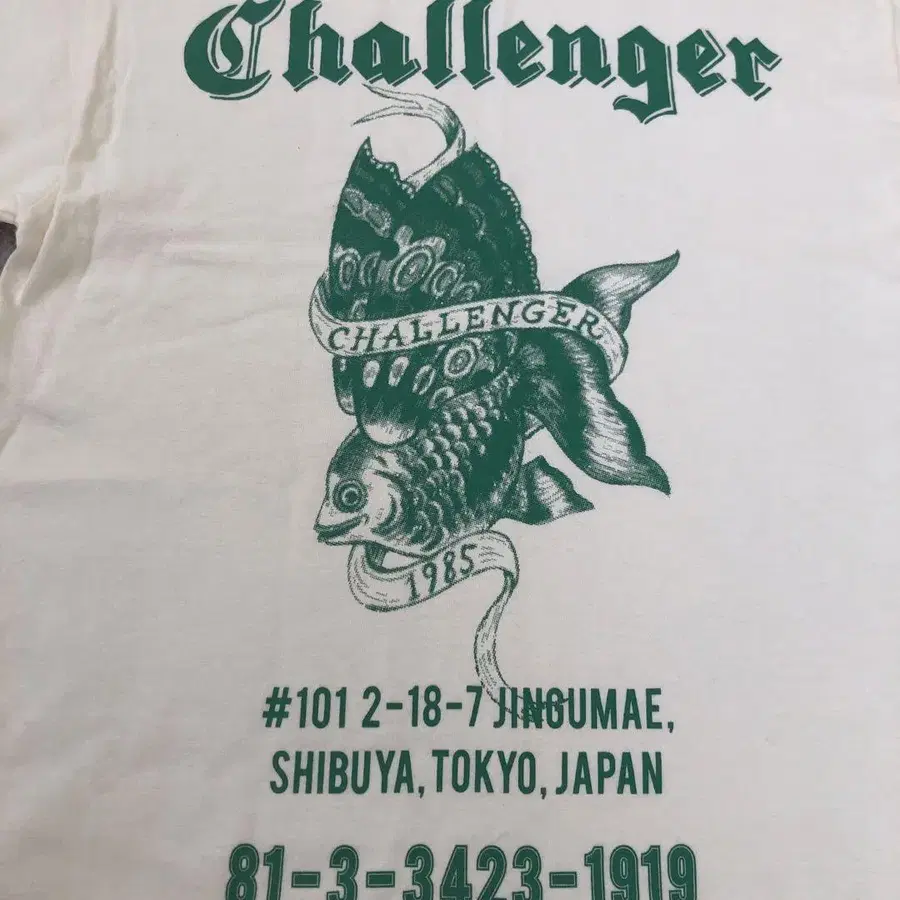 Challenger
CHALLENGER
1985
#101 2-18-7 JINGUMAE,
SHIBUYA, TOKYO, JAPAN
81-3-3423-1919